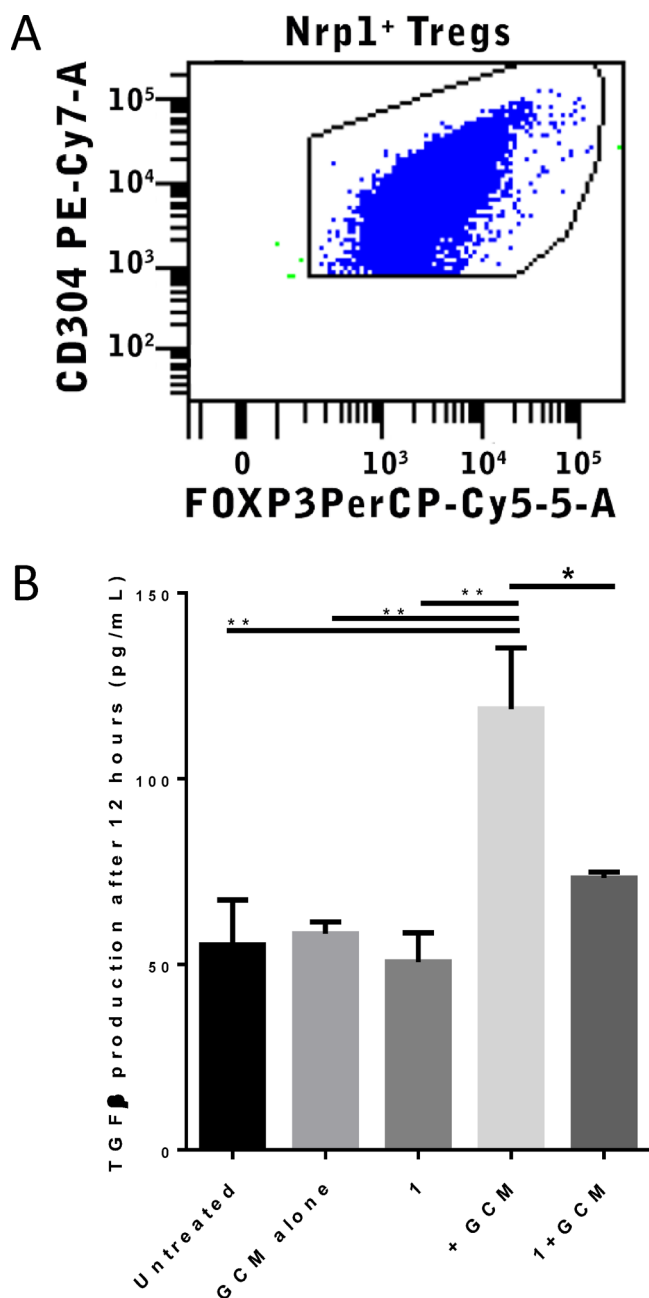 A
Nrp1⁺ Tregs
CD304 PE-Cy7-A
10⁵
10⁴
10³
10²
0 10³ 10⁴ 10⁵
FOXP3PerCP-Cy5-5-A
B
TGFβ production after 12 hours (pg/mL)
150
100
50
0
*
**
**
**
Untreated
GCM alone
1
+ GCM
1+GCM